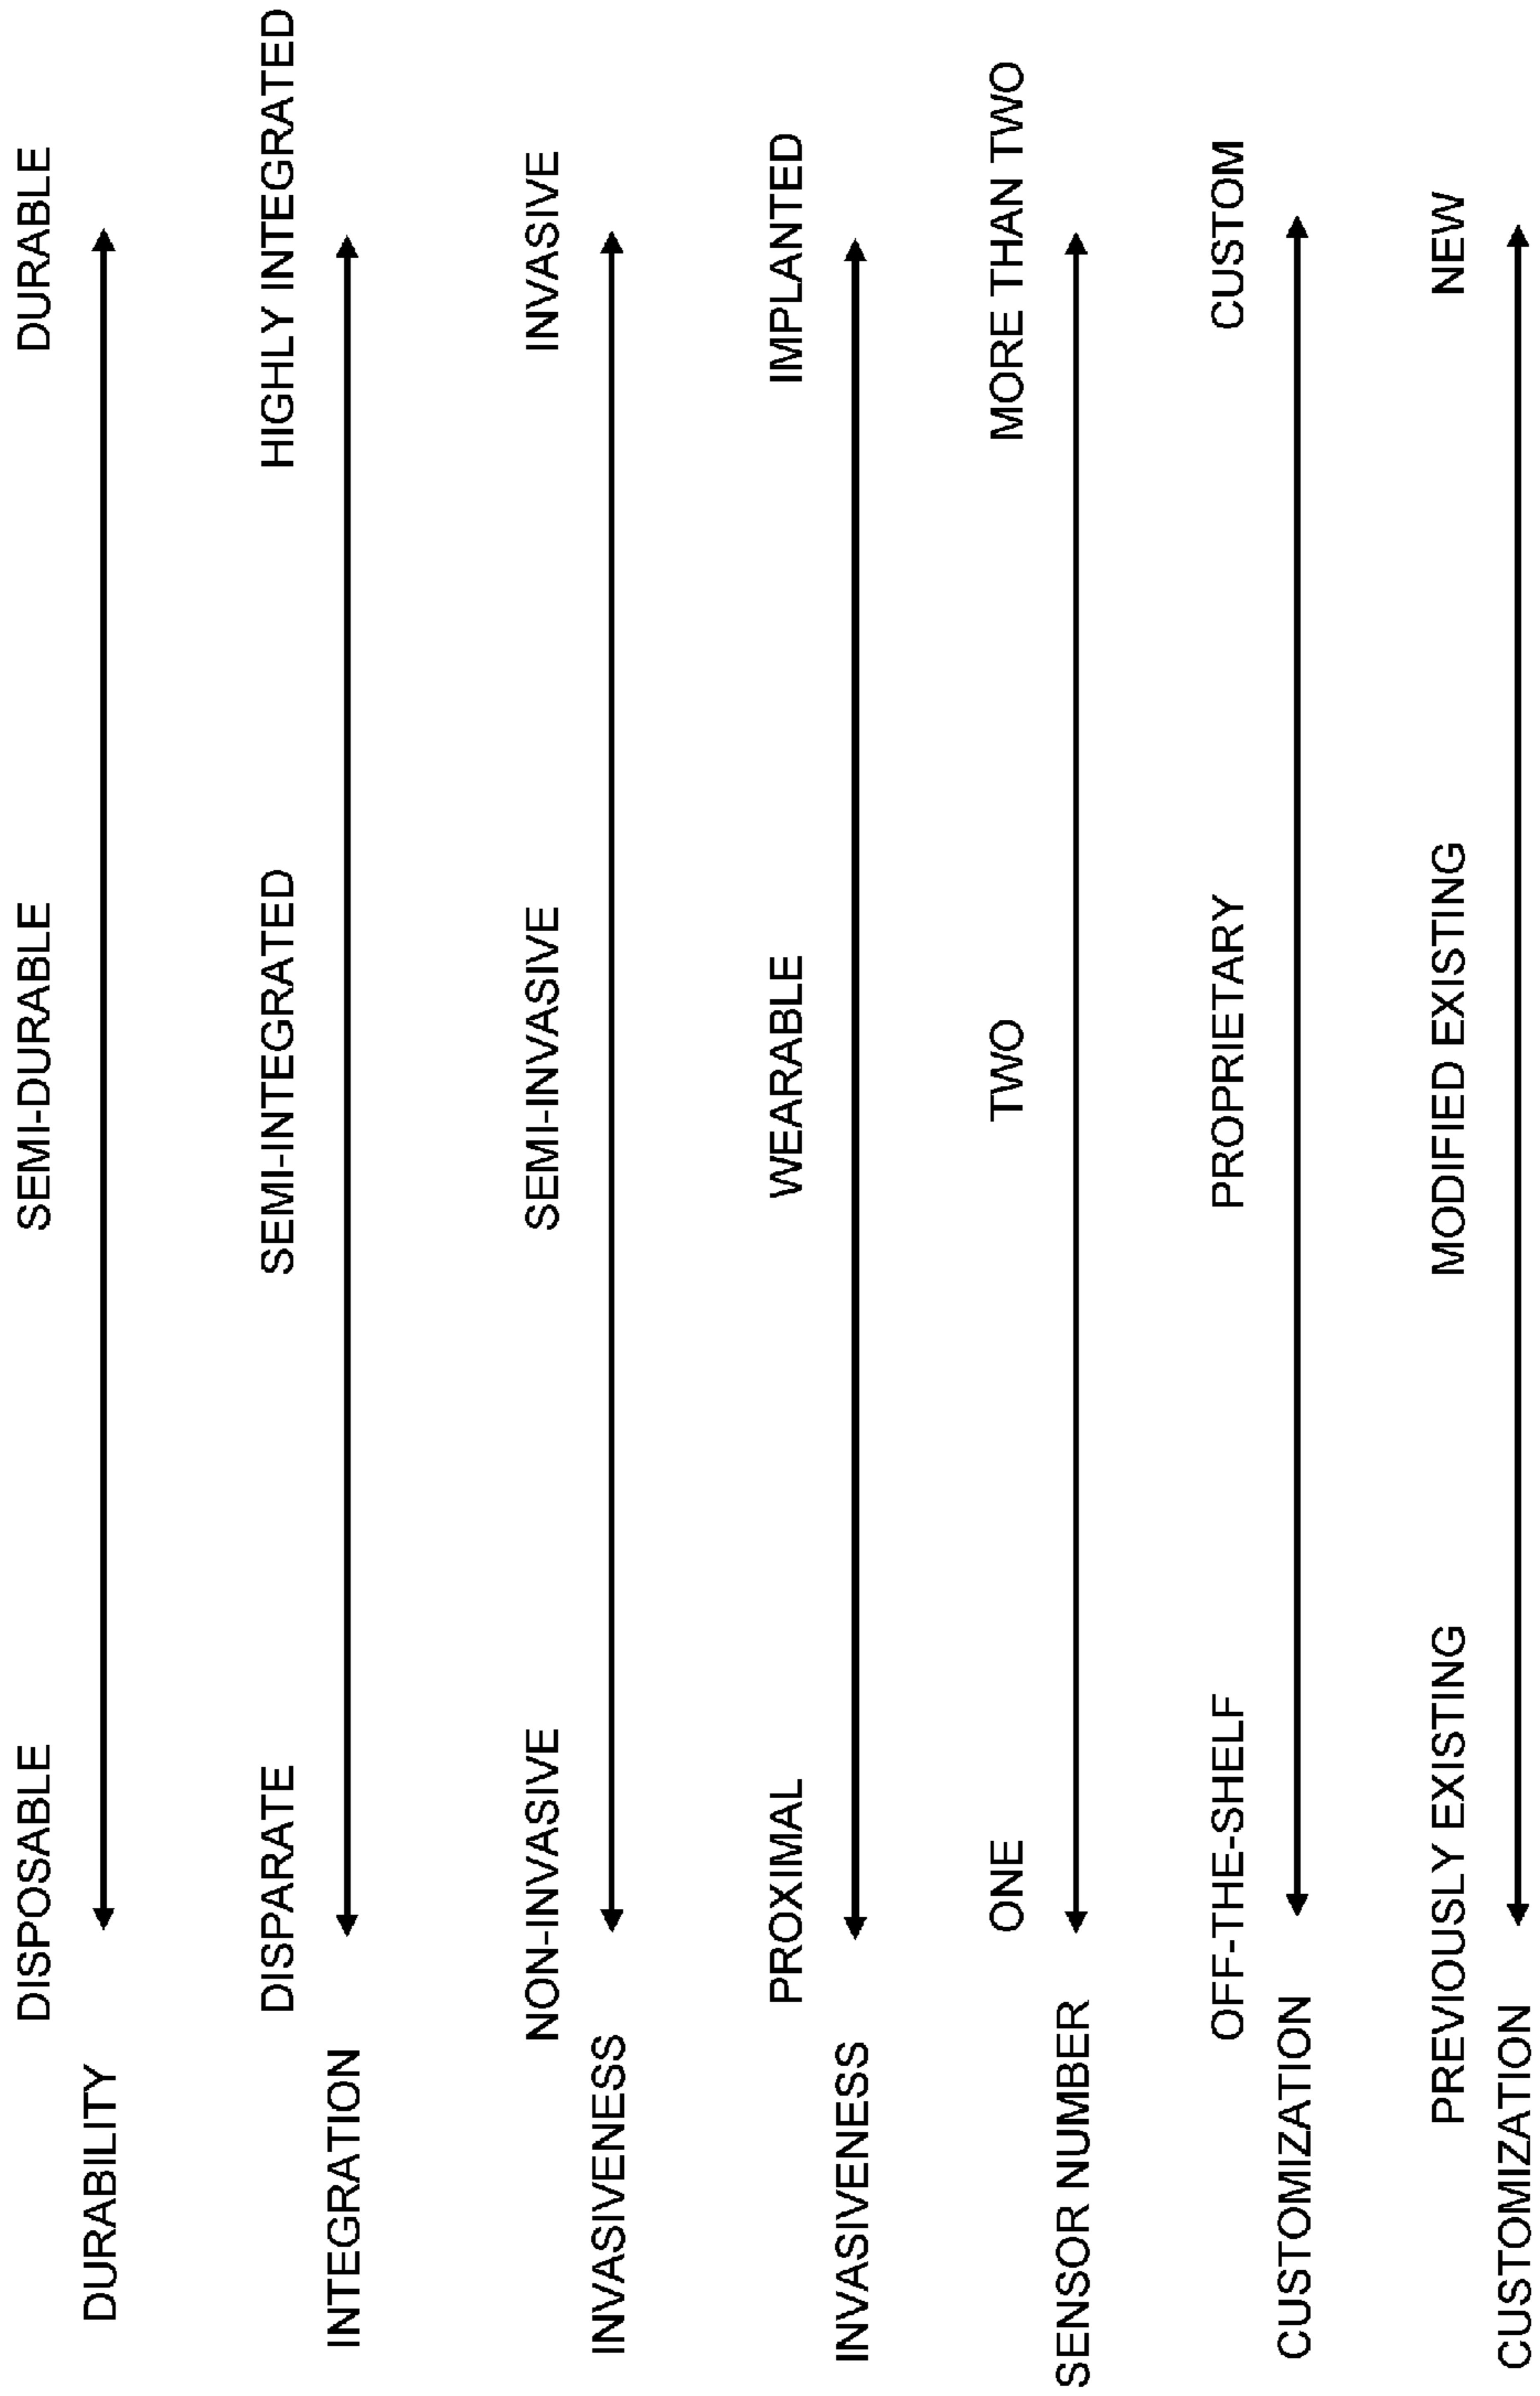 DISPOSABLE SEMI-DURABLE DURABLE
DURABILITY
DISPARATE SEMI-INTEGRATED HIGHLY INTEGRATED
INTEGRATION
NON-INVASIVE SEMI-INVASIVE INVASIVE
INVASIVENESS
PROXIMAL WEARABLE IMPLANTED
INVASIVENESS
ONE TWO MORE THAN TWO
SENSOR NUMBER
OFF-THE-SHELF PROPRIETARY CUSTOM
CUSTOMIZATION
PREVIOUSLY EXISTING MODIFIED EXISTING NEW
CUSTOMIZATION